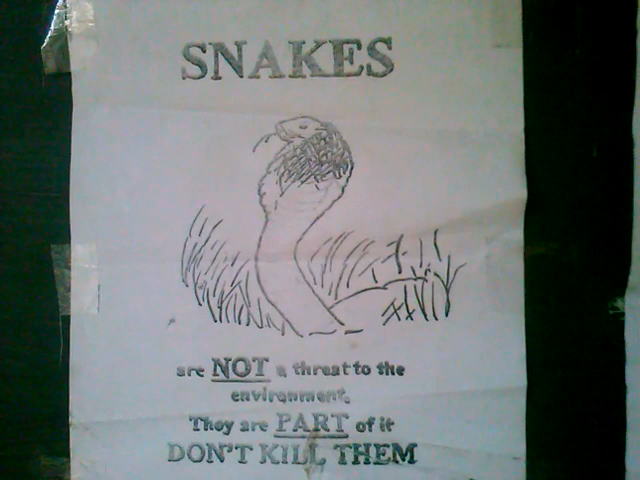 SNAKES
are NOT a threat to the
environment.
They are PART of it
DON'T KILL THEM